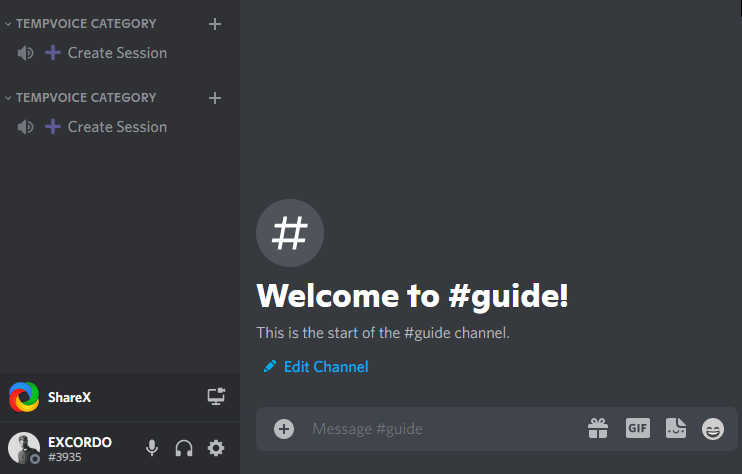 TEMPVOICE CATEGORY
Create Session
TEMPVOICE CATEGORY
Create Session
ShareX
EXCORDO
#3935
Welcome to #guide!
This is the start of the #guide channel.
Edit Channel
Message #guide
GIF